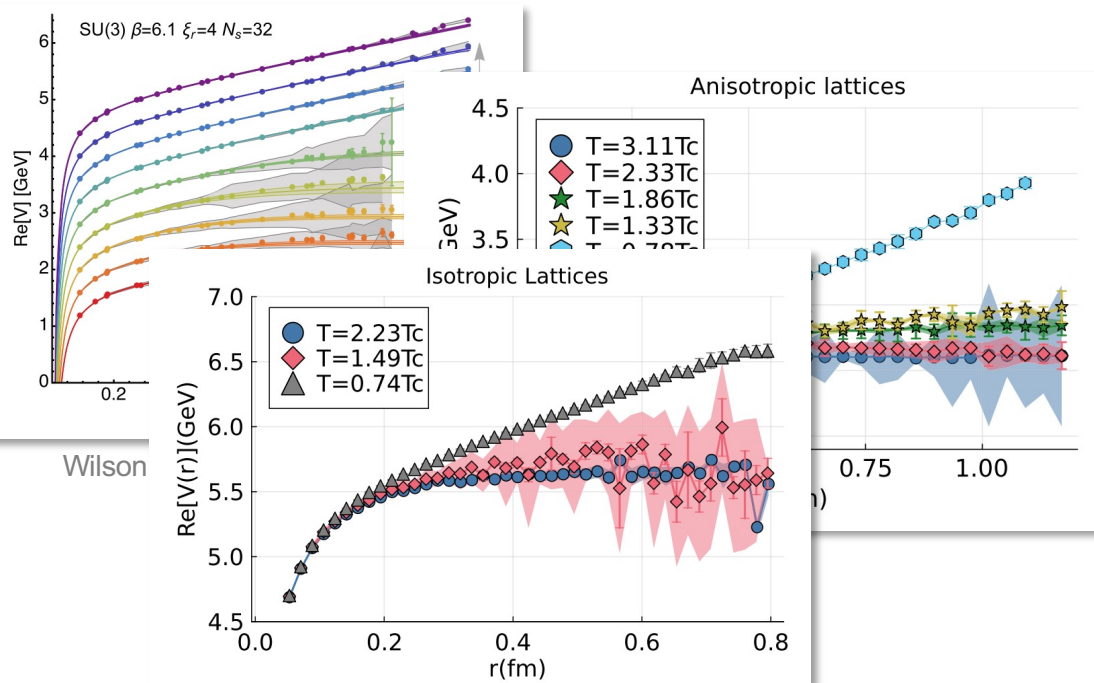 SU(3) β=6.1 ξr=4 Ns=32
Re[V] [GeV]
6
5
4
3
2
1
0
0.2
Wilson
Anisotropic lattices
4.5
4.0
3.5
GeV)
T=3.11Tc
T=2.33Tc
T=1.86Tc
T=1.33Tc
T=0.78Tc
0.75
1.00
m)
Isotropic Lattices
Re[V(r)](GeV)
7.0
6.5
6.0
5.5
5.0
4.5
T=2.23Tc
T=1.49Tc
T=0.74Tc
0.0
0.2
0.4
0.6
0.8
r(fm)